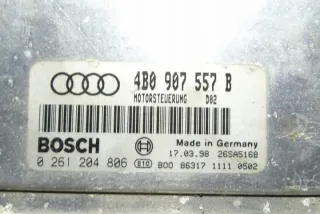 4B0 907 557 B
MOTORSTEUERUNG D02
BOSCH
Made in Germany
17.03.98 26SA5168
0 261 204 806 E10 B00 86317 1111 0502